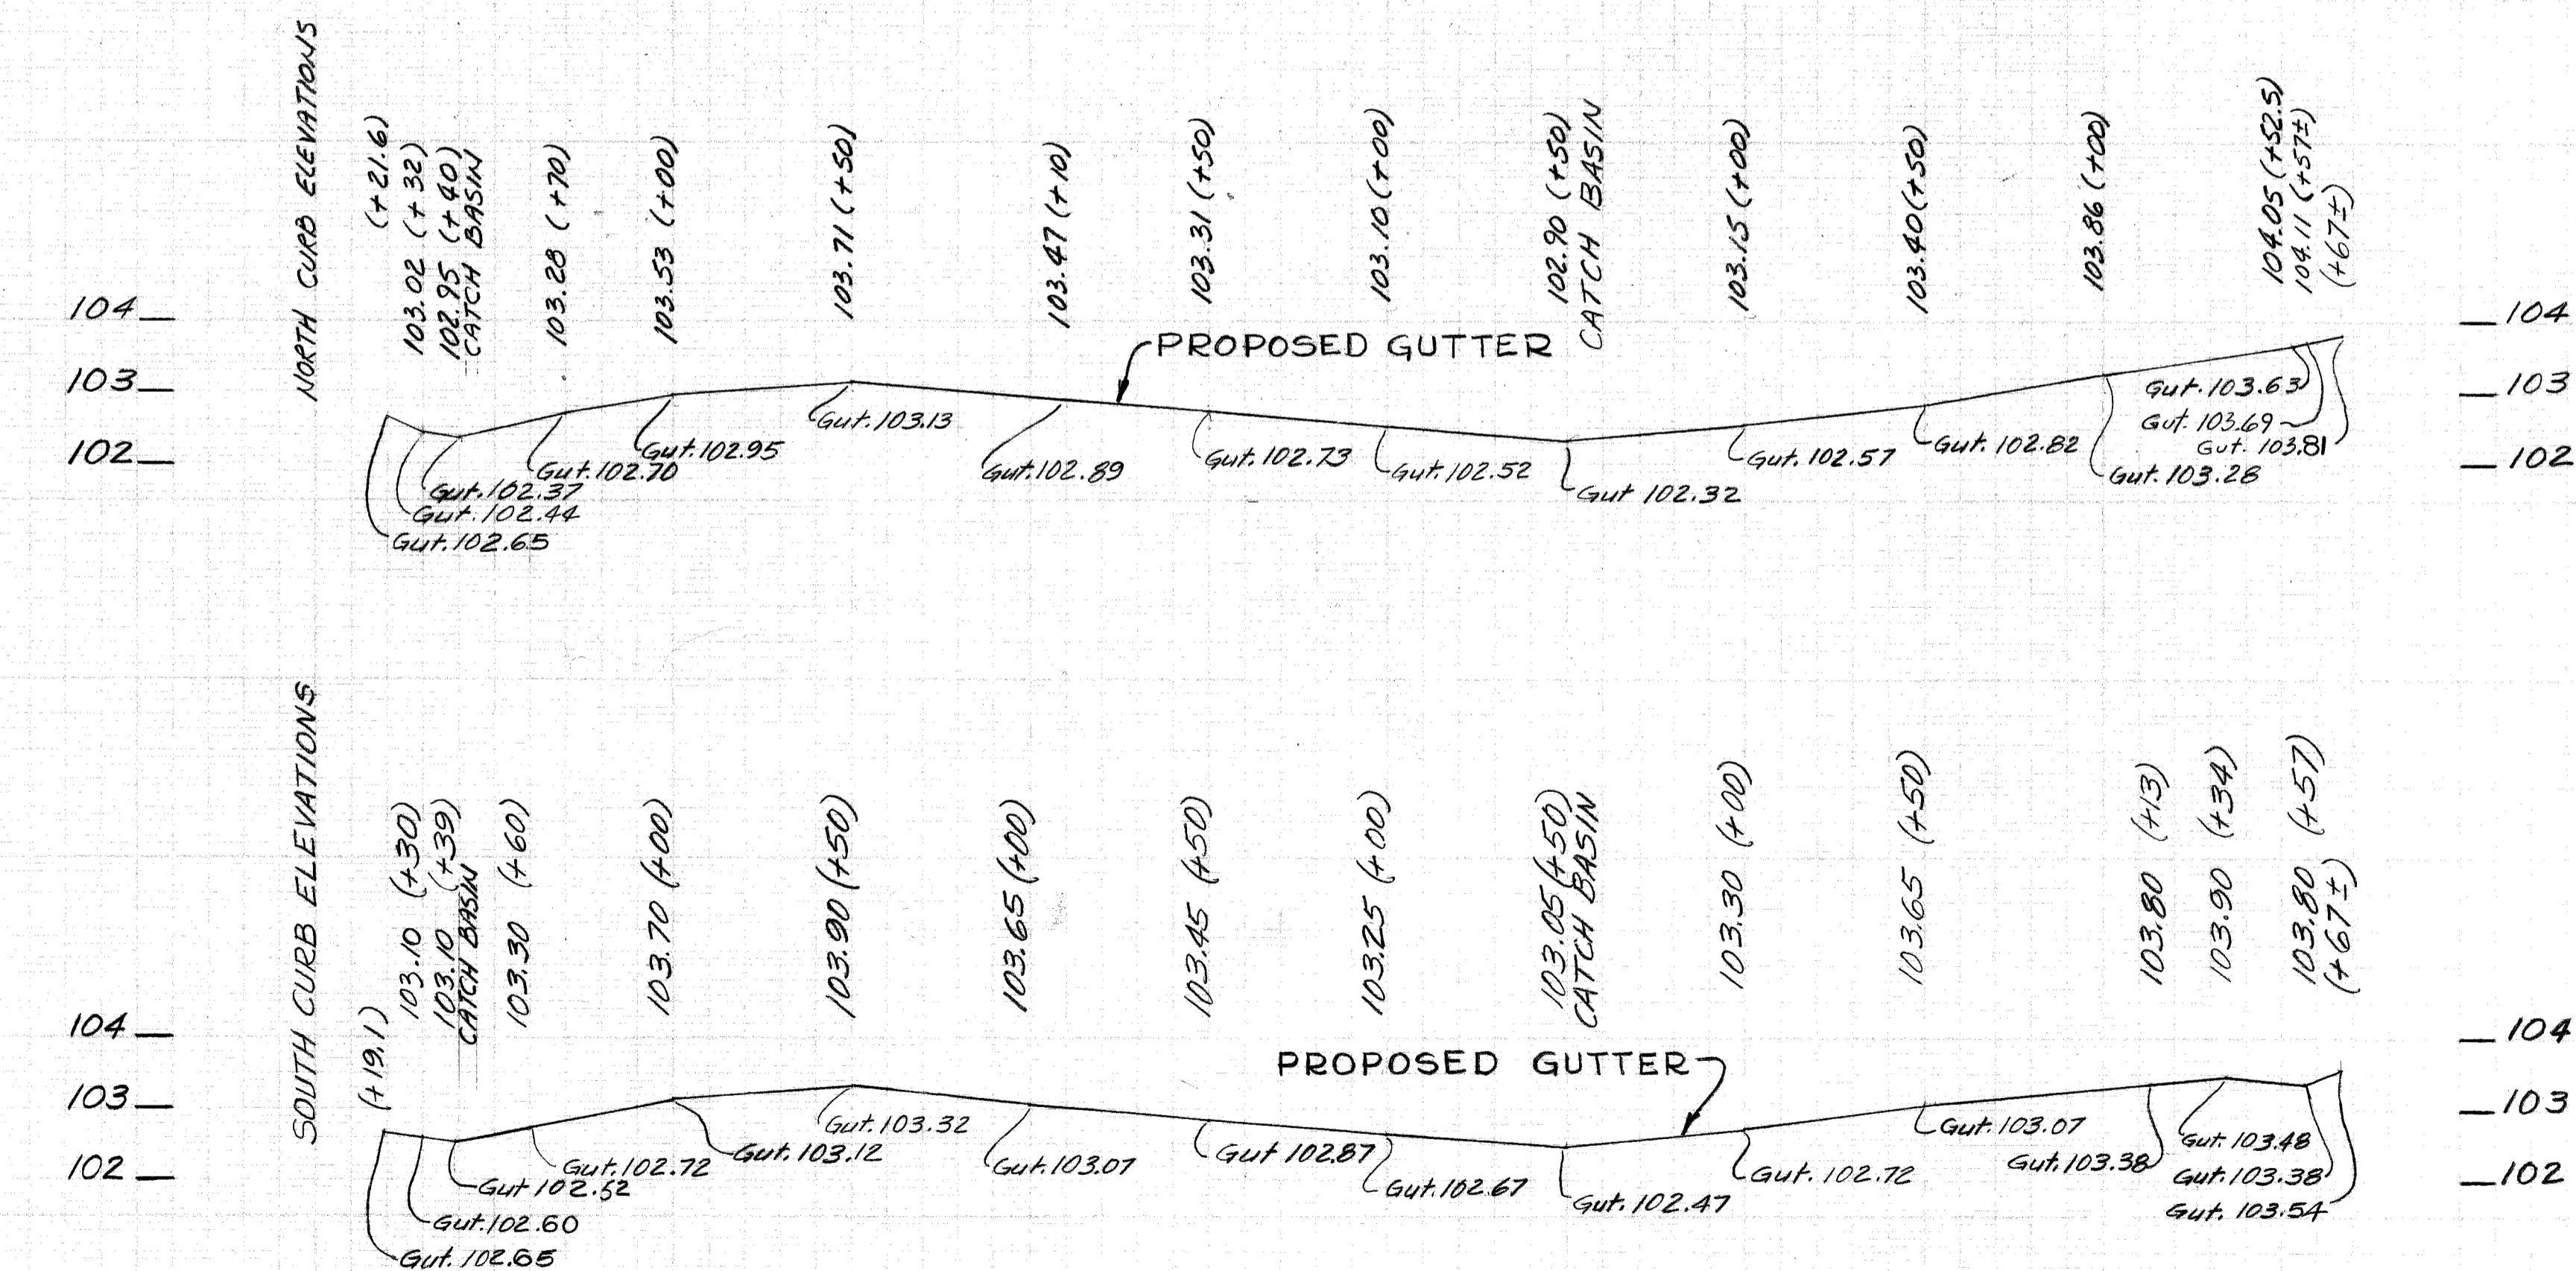 NORTH CURB ELEVATIONS
(+21.6)
103.02 (+32)
102.95 (+40)
CATCH BASIN
103.28 (+70)
103.53 (+00)
103.71 (+50)
103.47 (+10)
103.31 (+50)
103.10 (+00)
102.90 (+50)
CATCH BASIN
103.15 (+00)
103.40 (+50)
103.86 (+00)
104.05 (+52.5)
104.11 (+57±)
(+67±)
104
103
102
104
103
102
PROPOSED GUTTER
Gut. 102.65
Gut. 102.44
Gut. 102.37
Gut. 102.70
Gut. 102.95
Gut. 103.13
Gut. 102.89
Gut. 102.73
Gut. 102.52
Gut 102.32
Gut. 102.57
Gut. 102.82
Gut. 103.28
Gut. 103.63
Gut. 103.69
Gut. 103.81
SOUTH CURB ELEVATIONS
(+19.1)
103.10 (+30)
103.10 (+39)
CATCH BASIN
103.30 (+60)
103.70 (+00)
103.90 (+50)
103.65 (+00)
103.45 (+50)
103.25 (+00)
103.05 (+50)
CATCH BASIN
103.30 (+00)
103.65 (+50)
103.80 (+13)
103.90 (+34)
103.80 (+57)
(+67±)
104
103
102
104
103
102
PROPOSED GUTTER
Gut. 102.65
Gut. 102.60
Gut 102.52
Gut. 102.72
Gut. 103.12
Gut. 103.32
Gut. 103.07
Gut 102.87
Gut. 102.67
Gut. 102.47
Gut. 102.72
Gut. 103.07
Gut. 103.38
Gut. 103.48
Gut. 103.38
Gut. 103.54